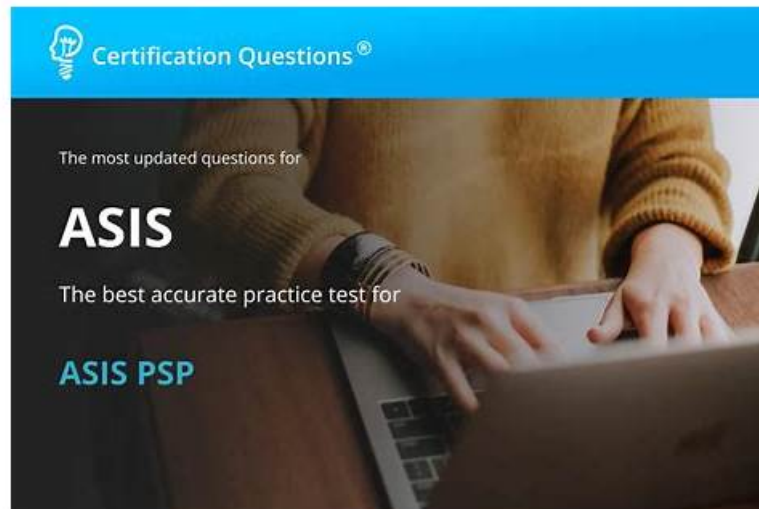 Certification Questions®
The most updated questions for
ASIS
The best accurate practice test for
ASIS PSP